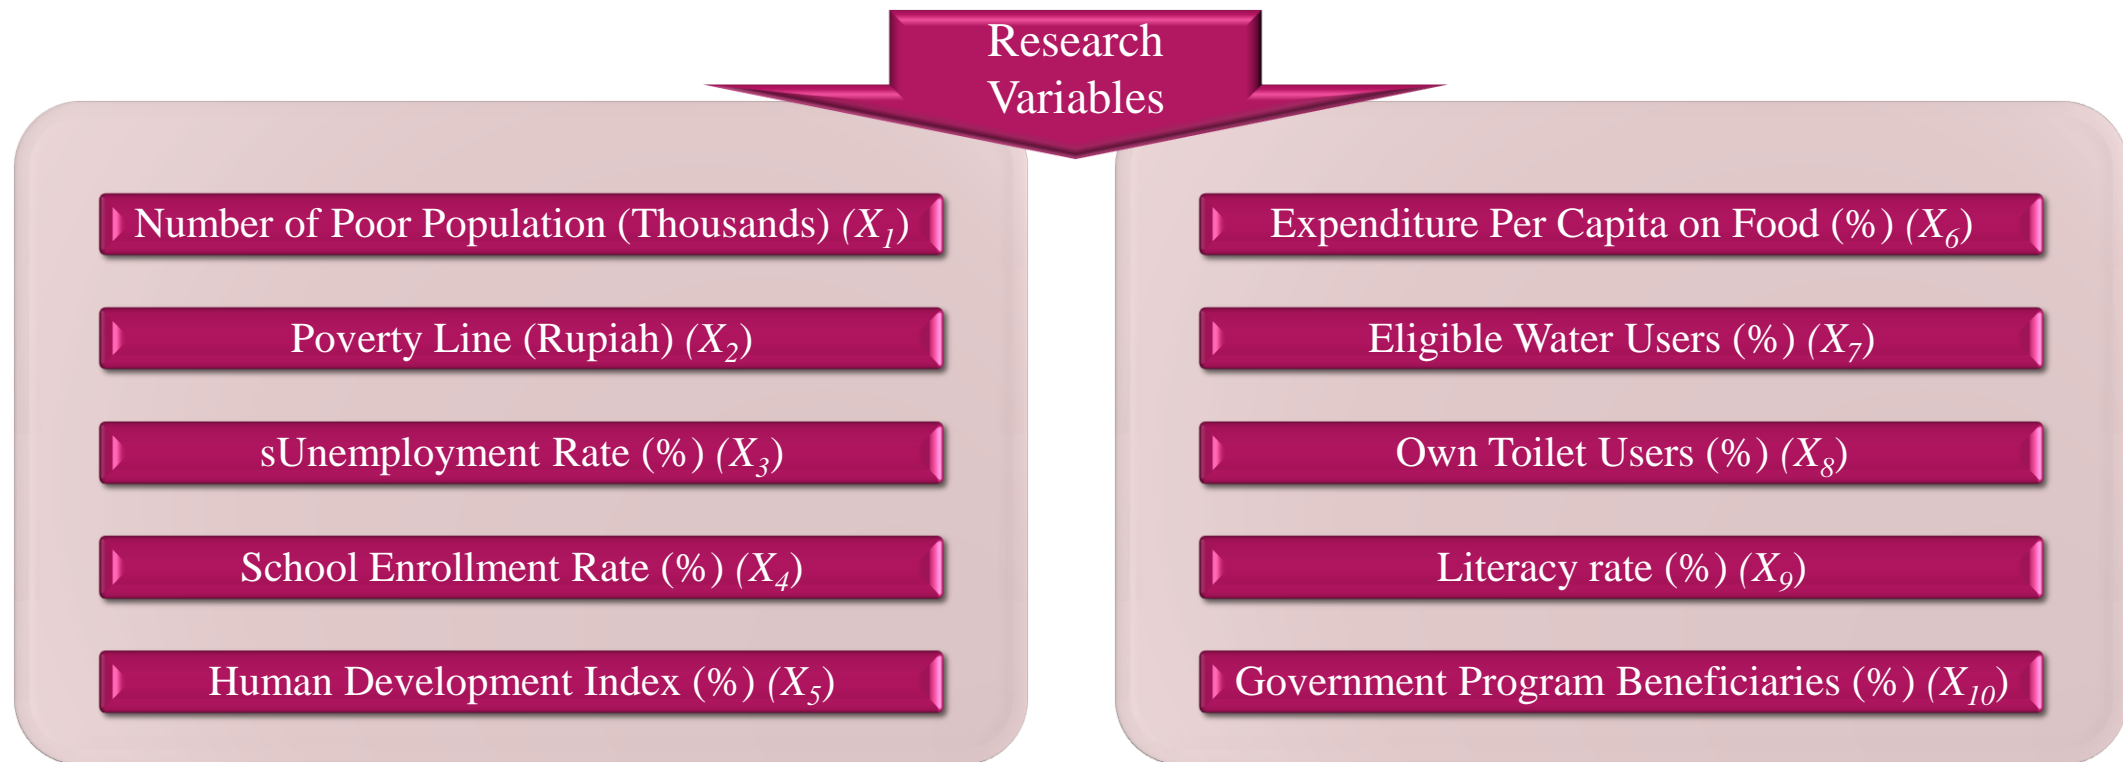 Research
Variables
Number of Poor Population (Thousands) (X₁)
Poverty Line (Rupiah) (X₂)
sUnemployment Rate (%) (X₃)
School Enrollment Rate (%) (X₄)
Human Development Index (%) (X₅)
Expenditure Per Capita on Food (%) (X₆)
Eligible Water Users (%) (X₇)
Own Toilet Users (%) (X₈)
Literacy rate (%) (X₉)
Government Program Beneficiaries (%) (X₁₀)